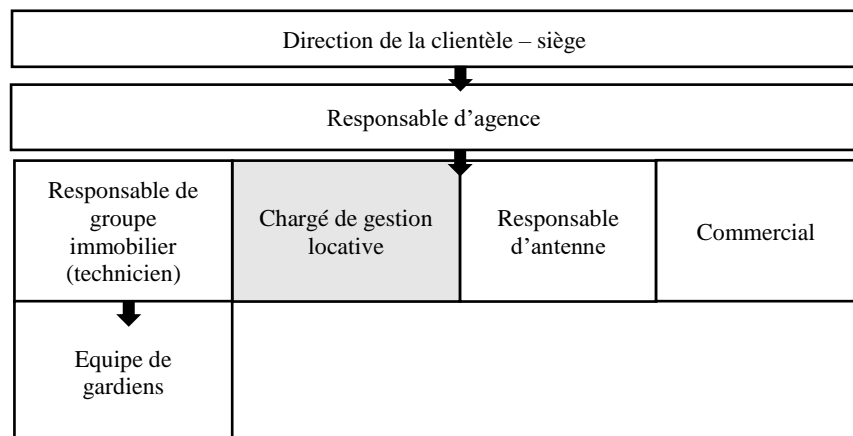 Direction de la clientèle – siège
Responsable d’agence
Responsable de
groupe
immobilier
(technicien)
Chargé de gestion
locative
Responsable
d’antenne
Commercial
Equipe de
gardiens